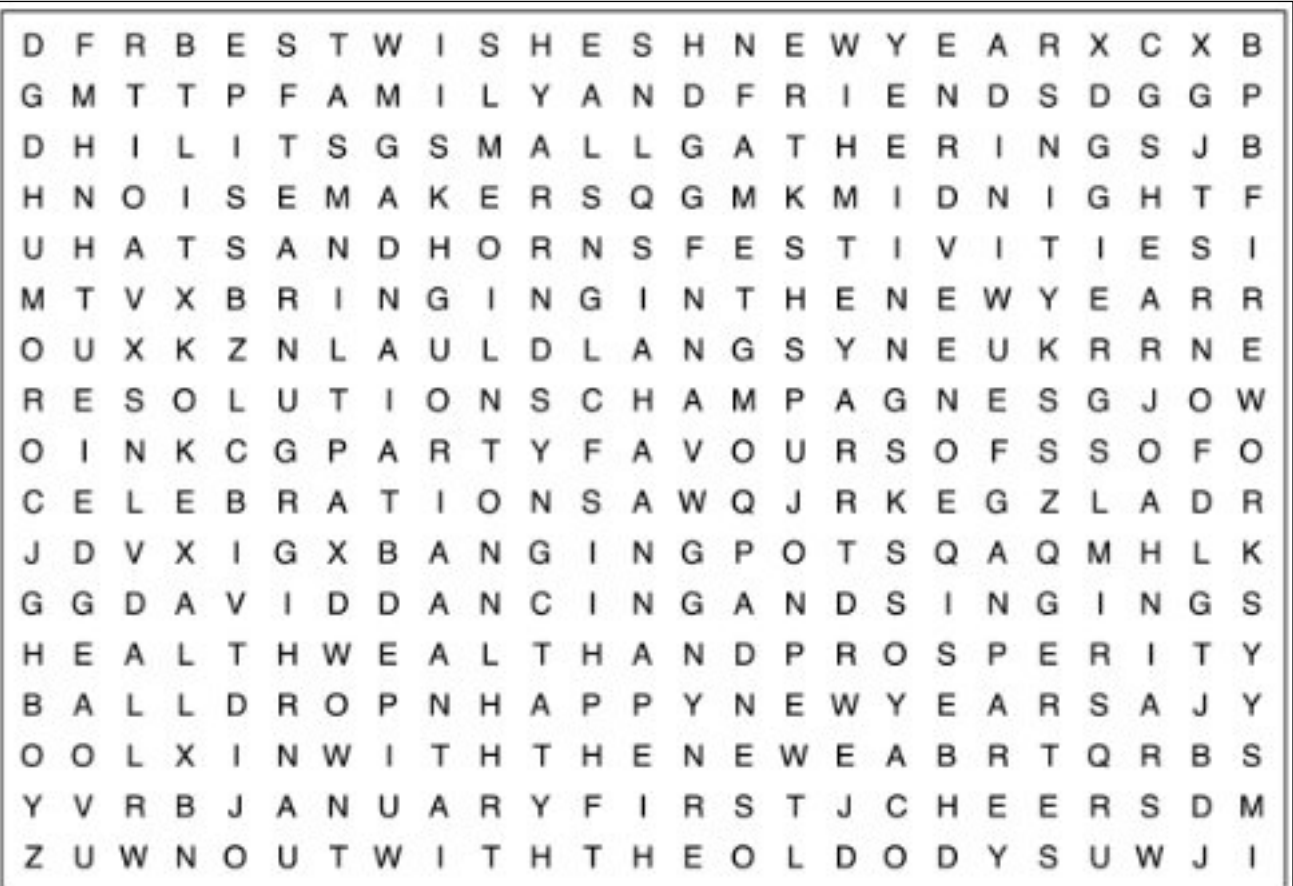 D F R B E S T W I S H E S H N E W Y E A R X C X B
G M T T P F A M I L Y A N D F R I E N D S D G G P
D H I L I T S G S M A L L G A T H E R I N G S J B
H N O I S E M A K E R S Q G M K M I D N I G H T F
U H A T S A N D H O R N S F E S T I V I T I E S I
M T V X B R I N G I N G I N T H E N E W Y E A R R
O U X K Z N L A U L D L A N G S Y N E U K R R N E
R E S O L U T I O N S C H A M P A G N E S G J O W
O I N K C G P A R T Y F A V O U R S O F S S O F O
C E L E B R A T I O N S A W Q J R K E G Z L A D R
J D V X I G X B A N G I N G P O T S Q A Q M H L K
G G D A V I D D A N C I N G A N D S I N G I N G S
H E A L T H W E A L T H A N D P R O S P E R I T Y
B A L L D R O P N H A P P Y N E W Y E A R S A J Y
O O L X I N W I T H T H E N E W E A B R T Q R B S
Y V R B J A N U A R Y F I R S T J C H E E R S D M
Z U W N O U T W I T H T H E O L D O D Y S U W J I